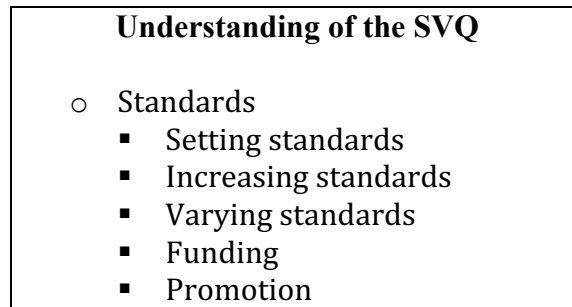 Understanding of the SVQ
o Standards
▪ Setting standards
▪ Increasing standards
▪ Varying standards
▪ Funding
▪ Promotion